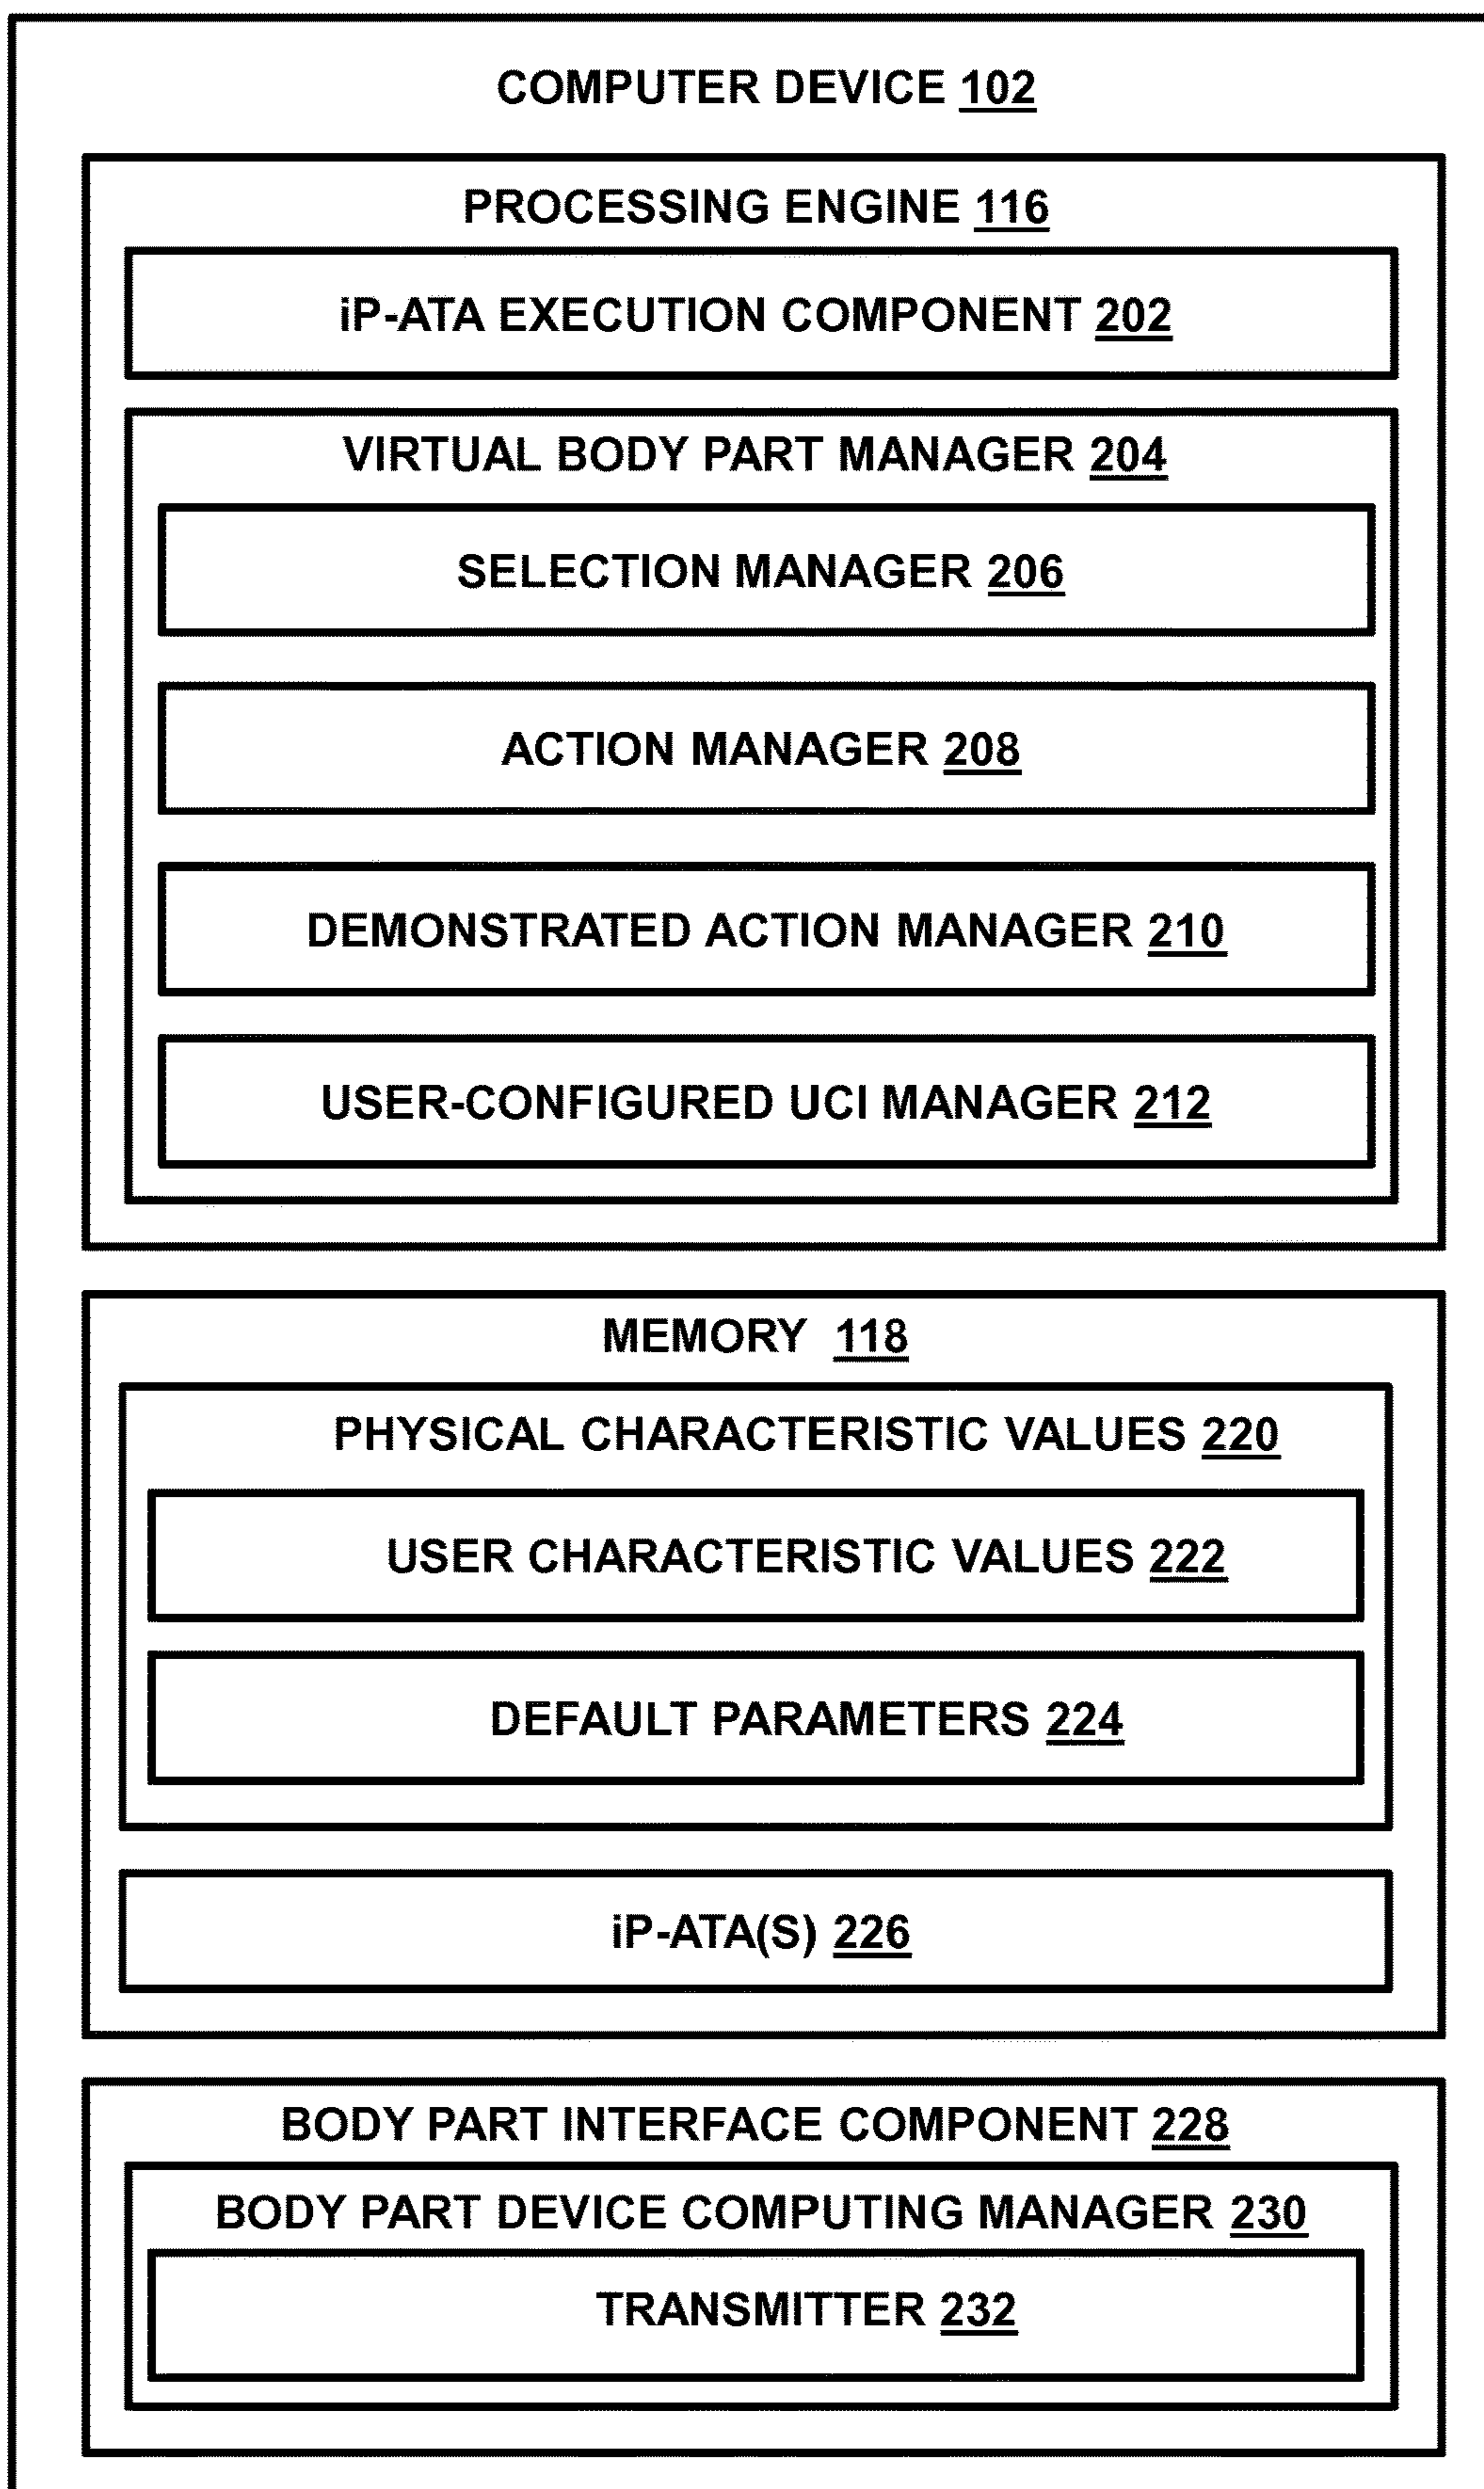 COMPUTER DEVICE 102
PROCESSING ENGINE 116
iP-ATA EXECUTION COMPONENT 202
VIRTUAL BODY PART MANAGER 204
SELECTION MANAGER 206
ACTION MANAGER 208
DEMONSTRATED ACTION MANAGER 210
USER-CONFIGURED UCI MANAGER 212
MEMORY 118
PHYSICAL CHARACTERISTIC VALUES 220
USER CHARACTERISTIC VALUES 222
DEFAULT PARAMETERS 224
iP-ATA(S) 226
BODY PART INTERFACE COMPONENT 228
BODY PART DEVICE COMPUTING MANAGER 230
TRANSMITTER 232